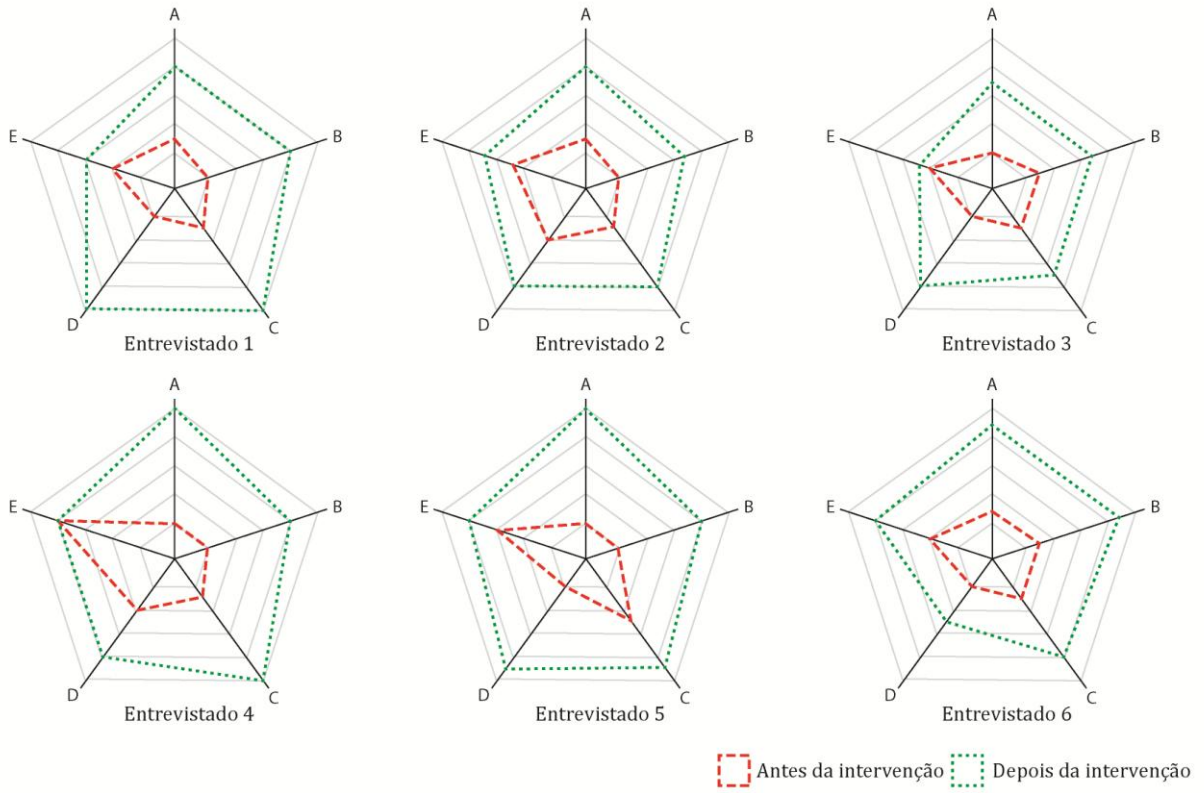 A
E
B
D
C
Entrevistado 1
A
E
B
D
C
Entrevistado 2
A
E
B
D
C
Entrevistado 3
A
E
B
D
C
Entrevistado 4
A
E
B
D
C
Entrevistado 5
A
E
B
D
C
Entrevistado 6
Antes da intervenção
Depois da intervenção